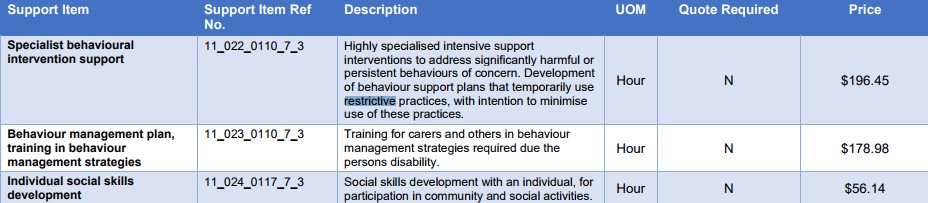 Support Item
Support Item Ref No.
Description
UOM
Quote Required
Price
Specialist behavioural
intervention support
11_022_0110_7_3
Highly specialised intensive support
interventions to address significantly harmful or
persistent behaviours of concern. Development
of behaviour support plans that temporarily use
restrictive practices, with intention to minimise
use of these practices.
Hour
N
$196.45
Behaviour management plan,
training in behaviour
management strategies
11_023_0110_7_3
Training for carers and others in behaviour
management strategies required due the
persons disability.
Hour
N
$178.98
Individual social skills
development
11_024_0117_7_3
Social skills development with an individual, for
participation in community and social activities.
Hour
N
$56.14